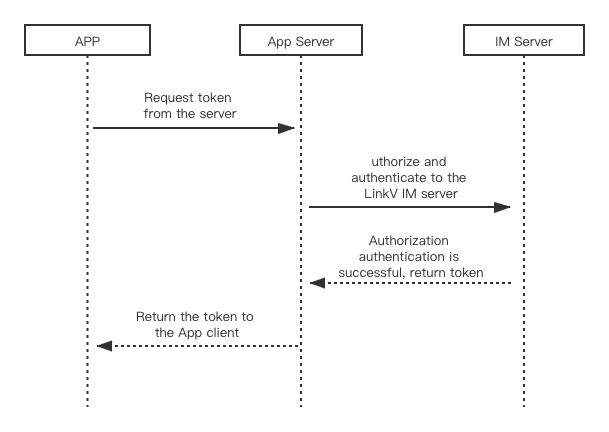 APP
App Server
IM Server
Request token
from the server
uthorize and
authenticate to the
LinkV IM server
Authorization
authentication is
successful, return token
Return the token to
the App client